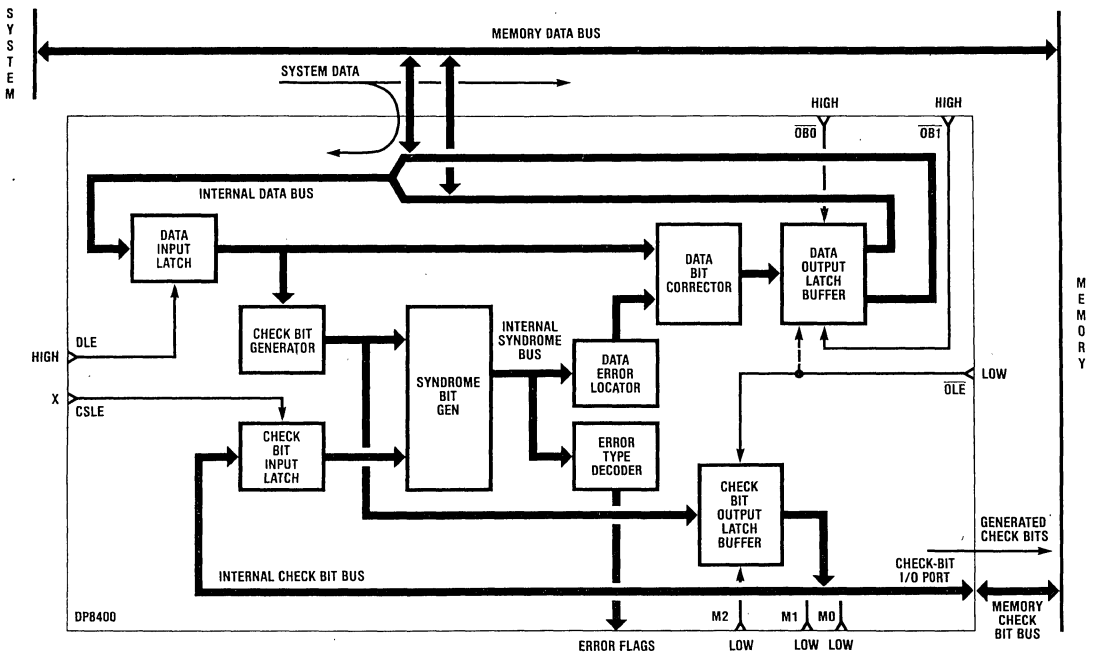 SYSTEM
MEMORY DATA BUS
SYSTEM DATA
HIGH
HIGH
OB0
OB1
INTERNAL DATA BUS
DATA
INPUT
LATCH
DATA
BIT
CORRECTOR
DATA
OUTPUT
LATCH
BUFFER
MEMORY
CHECK BIT
GENERATOR
INTERNAL
SYNDROME
BUS
DLE
HIGH
SYNDROME
BIT
GEN
DATA
ERROR
LOCATOR
LOW
OLE
X
CSLE
CHECK
BIT
INPUT
LATCH
ERROR
TYPE
DECODER
CHECK
BIT
OUTPUT
LATCH
BUFFER
GENERATED
CHECK BITS
CHECK-BIT
I/O PORT
INTERNAL CHECK BIT BUS
DP8400
M2
M1
M0
MEMORY
CHECK
BIT BUS
ERROR FLAGS
LOW
LOW
LOW